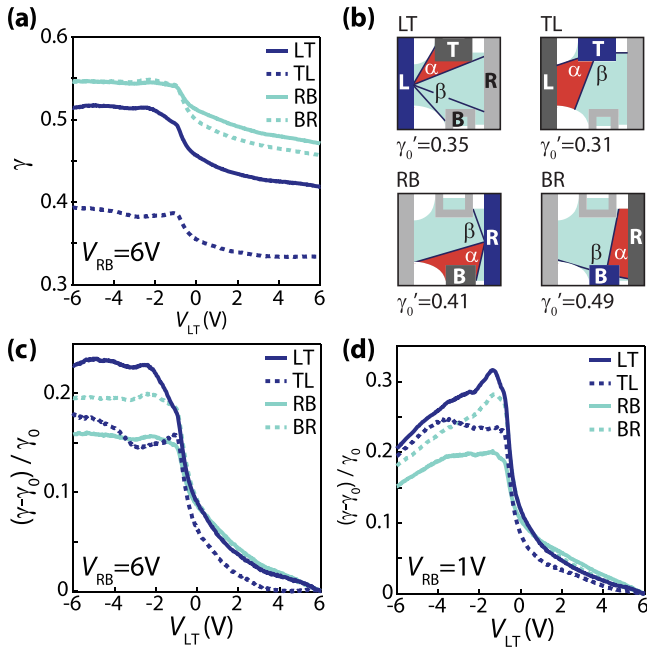 (a)
0.6
0.5
γ
0.4
0.3
LT
TL
RB
BR
V_RB=6V
-6 -4 -2 0 2 4 6
V_LT (V)
(b)
LT TL
T α L β R B
T L α β
γ₀'=0.35 γ₀'=0.31
RB BR
β R α B
R β α B
γ₀'=0.41 γ₀'=0.49
(c)
0.2
0.1
0
(γ-γ₀) / γ₀
LT
TL
RB
BR
V_RB=6V
-6 -4 -2 0 2 4 6
V_LT (V)
(d)
0.3
0.2
0.1
0
(γ-γ₀) / γ₀
LT
TL
RB
BR
V_RB=1V
-6 -4 -2 0 2 4 6
V_LT (V)